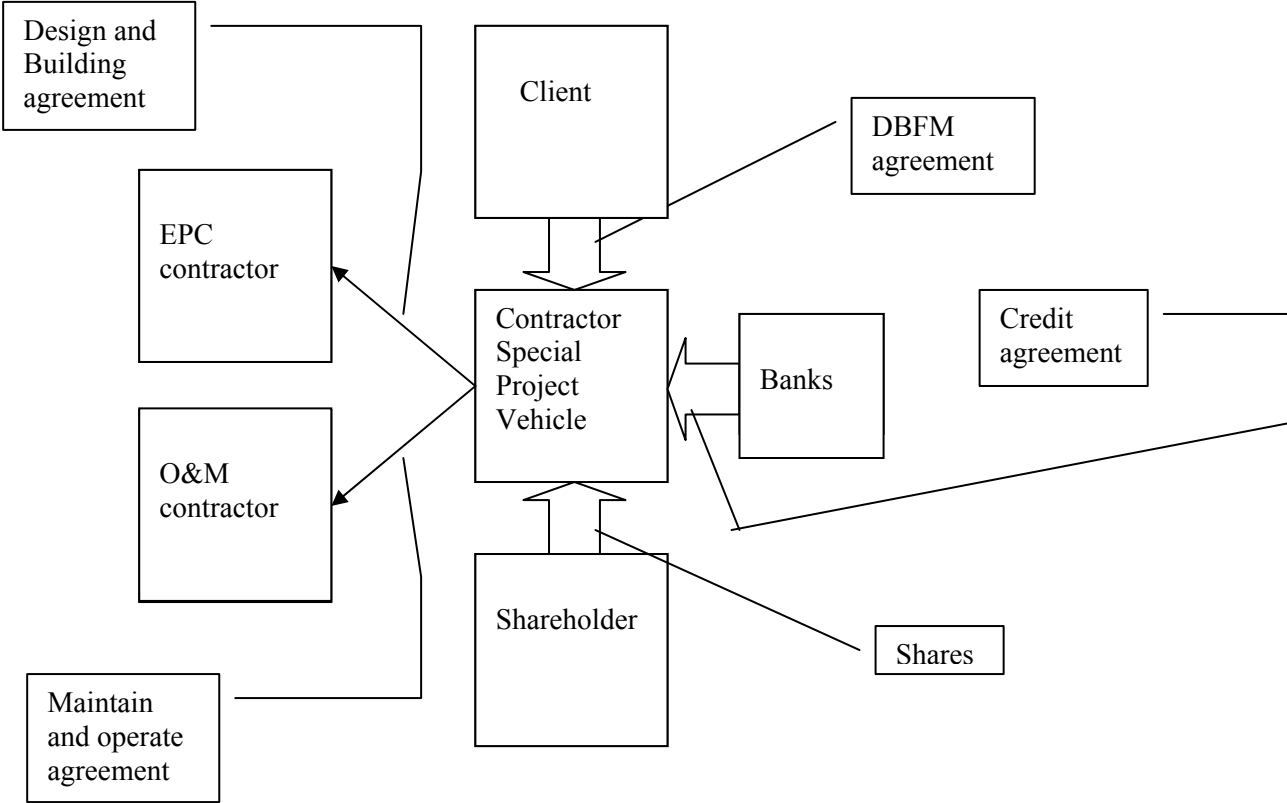 Design and
Building
agreement
Client
DBFM
agreement
EPC
contractor
Contractor
Special
Project
Vehicle
Banks
Credit
agreement
O&M
contractor
Shareholder
Shares
Maintain
and operate
agreement